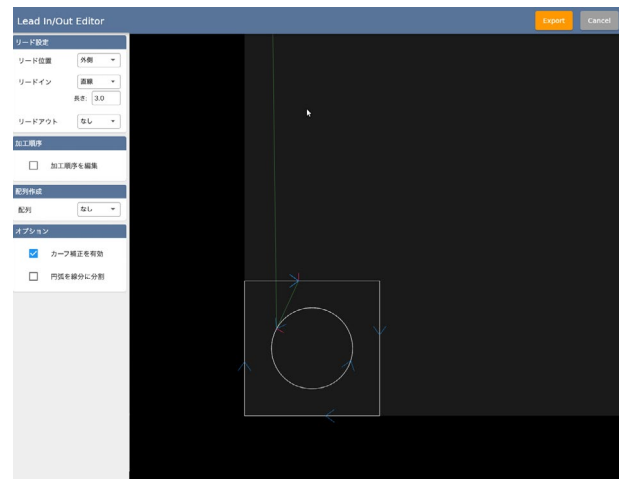 Lead In/Out Editor
Export
Cancel
リード設定
リード位置 外側
リードイン 直線
長さ: 3.0
リードアウト なし
加工順序
加工順序を編集
配列作成
配列 なし
オプション
カーフ補正を有効
円弧を線分に分割